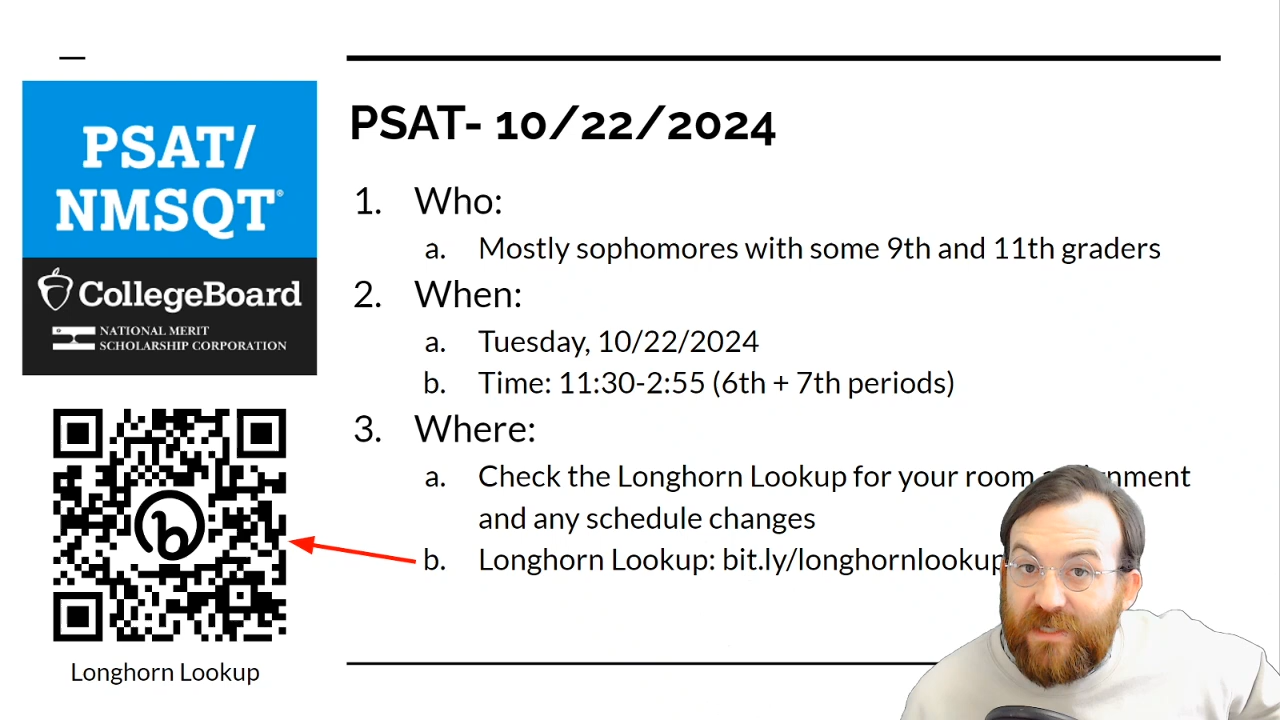 PSAT/
NMSQT®
CollegeBoard
NATIONAL MERIT
SCHOLARSHIP CORPORATION
Longhorn Lookup
PSAT- 10/22/2024
1. Who:
a. Mostly sophomores with some 9th and 11th graders
2. When:
a. Tuesday, 10/22/2024
b. Time: 11:30-2:55 (6th + 7th periods)
3. Where:
a. Check the Longhorn Lookup for your room
and any schedule changes
b. Longhorn Lookup: bit.ly/longhornlookup